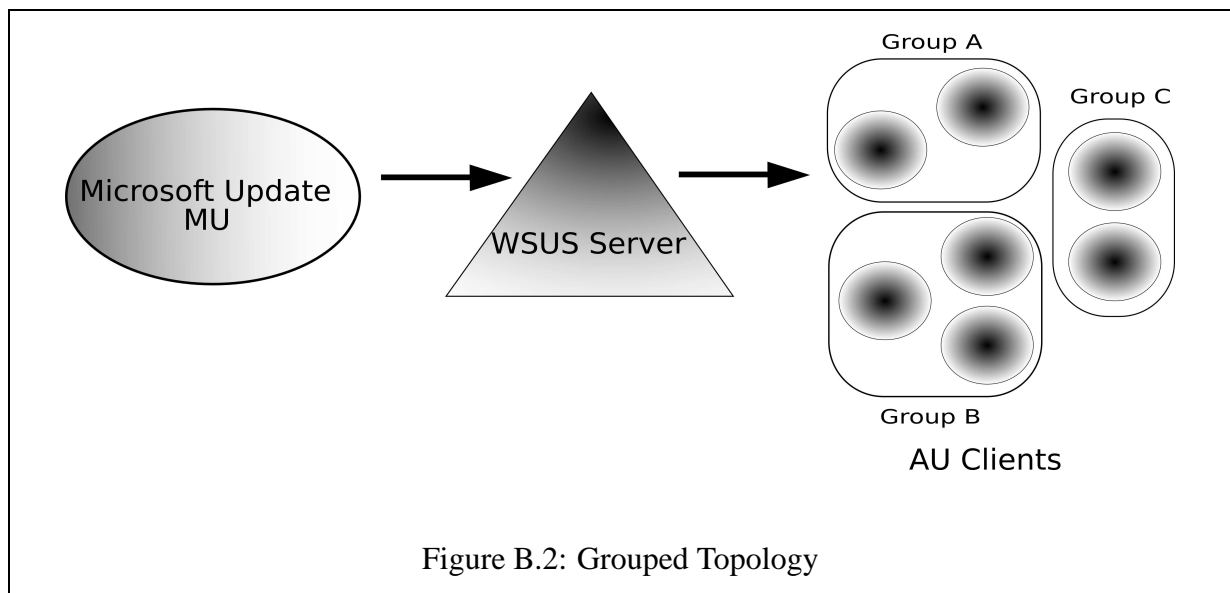 Group A
Group C
Microsoft Update
MU
WSUS Server
Group B
AU Clients
Figure B.2: Grouped Topology